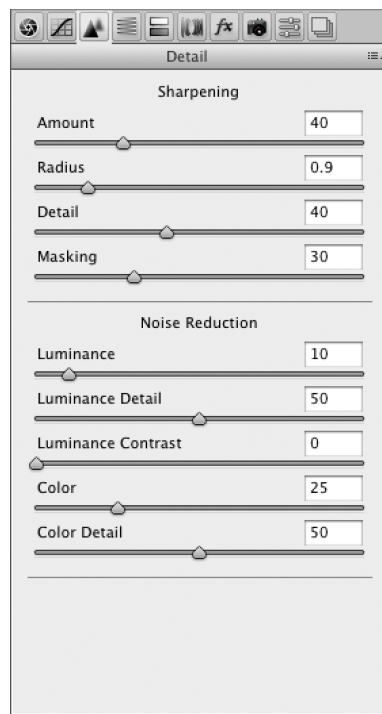 fx
Detail
Sharpening
Amount 40
Radius 0.9
Detail 40
Masking 30
Noise Reduction
Luminance 10
Luminance Detail 50
Luminance Contrast 0
Color 25
Color Detail 50